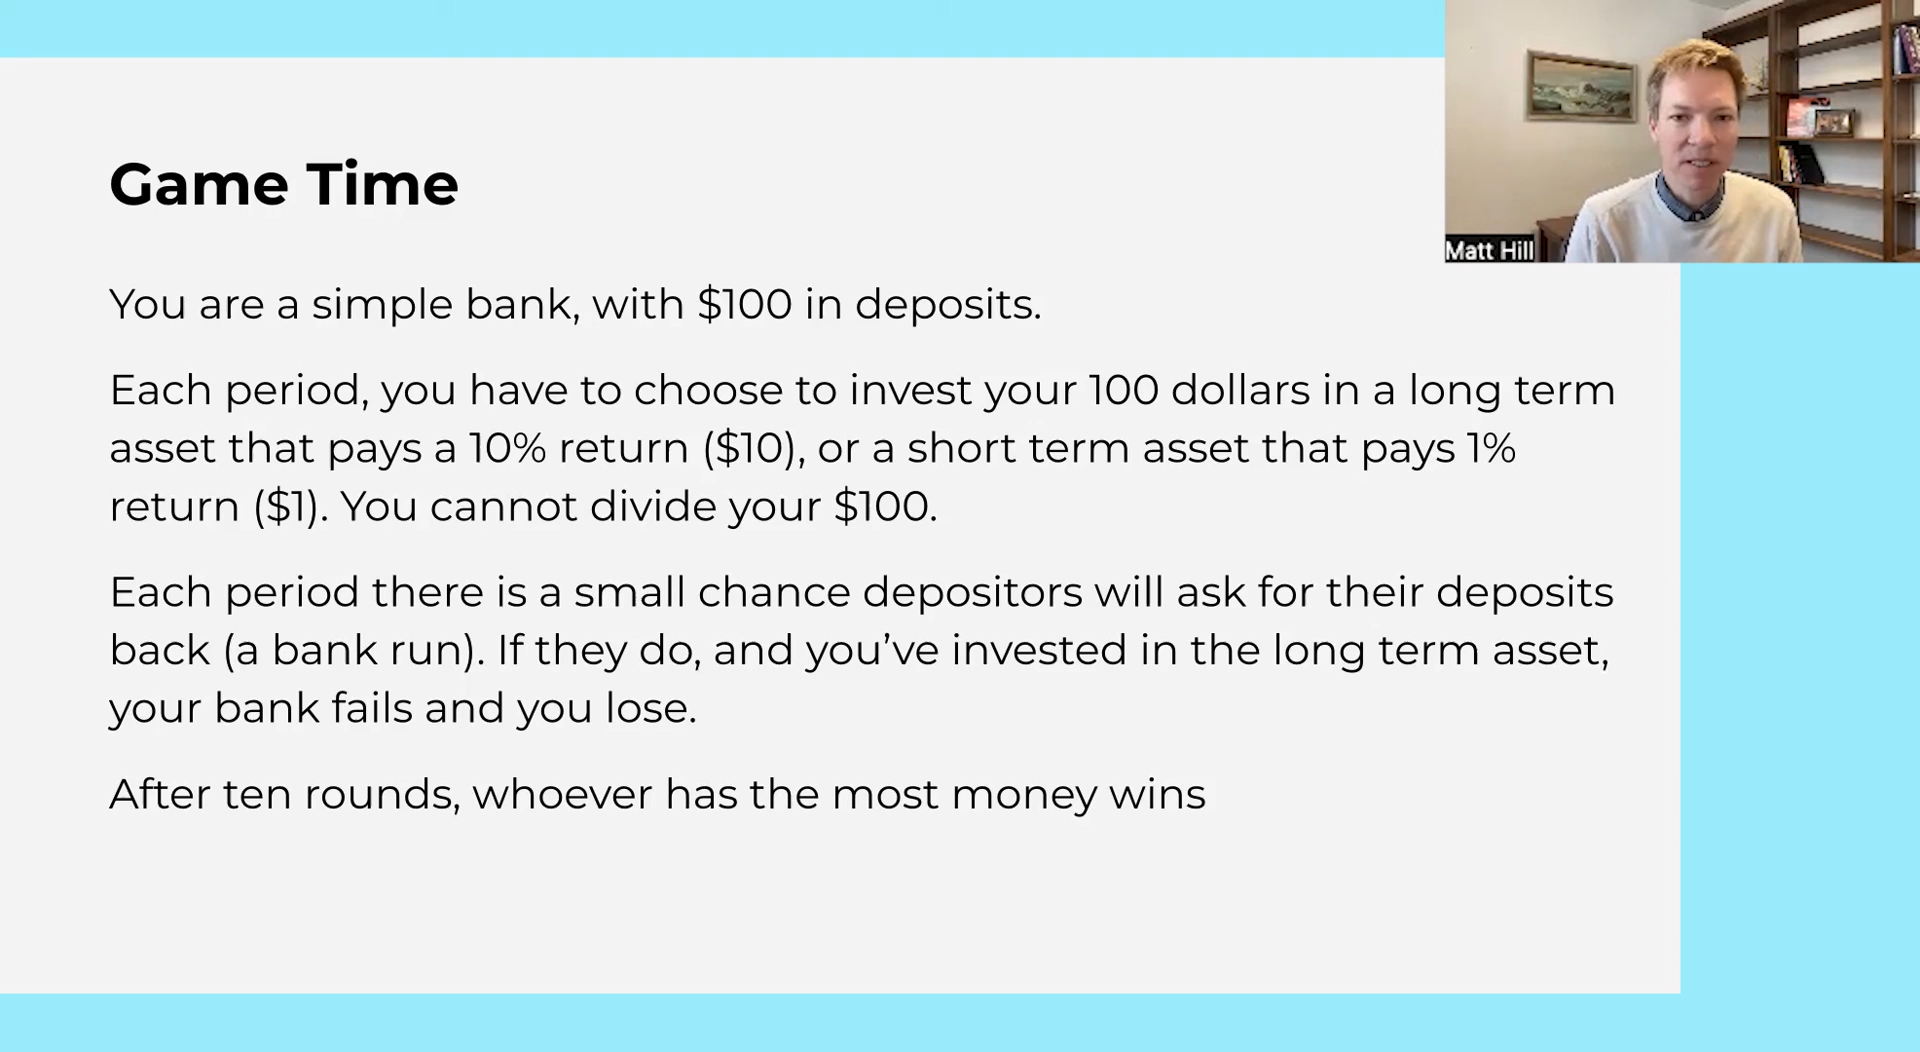 Game Time
Matt Hill
You are a simple bank, with $100 in deposits.
Each period, you have to choose to invest your 100 dollars in a long term
asset that pays a 10% return ($10), or a short term asset that pays 1%
return ($1). You cannot divide your $100.
Each period there is a small chance depositors will ask for their deposits
back (a bank run). If they do, and you’ve invested in the long term asset,
your bank fails and you lose.
After ten rounds, whoever has the most money wins